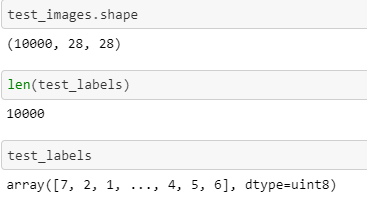 test_images.shape
(10000, 28, 28)
len(test_labels)
10000
test_labels
array([7, 2, 1, ..., 4, 5, 6], dtype=uint8)